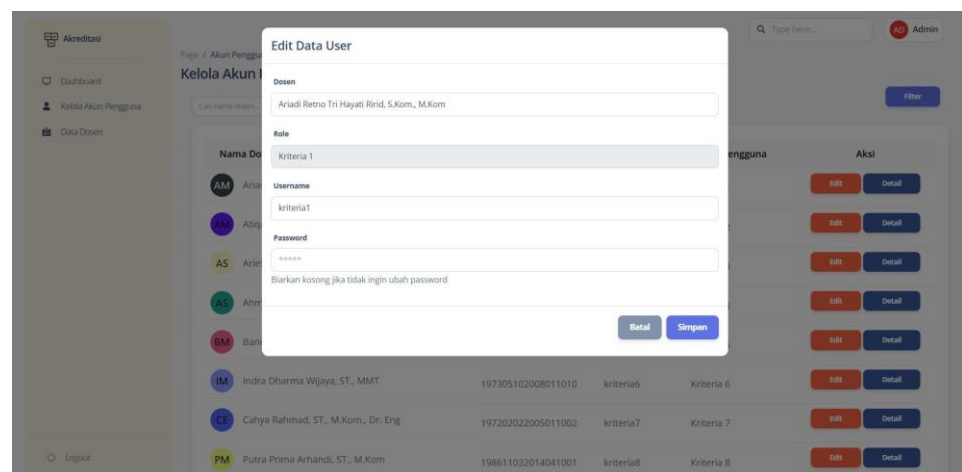 Akreditasi
Dashboard
Kelola Akun Pengguna
Data Dosen
Logout
Page / Akun Penggu
Kelola Akun
Type here...
AD Admin
Cari nama dosen...
Filter
Nama Do
engguna
Aksi
AM Aria
Edit Detail
AM Atiq
Edit Detail
AS Arie
Edit Detail
AS Ahm
Edit Detail
BM Ban
Edit Detail
IM Indra Dharma Wijaya, ST., MMT 197305102008011010 kriteria6 Kriteria 6 Edit Detail
CE Cahya Rahmad, ST., M.Kom., Dr. Eng 197202022005011002 kriteria7 Kriteria 7 Edit Detail
PM Putra Prima Arhandi, ST., M.Kom 198611032014041001 kriteria8 Kriteria 8 Edit Detail
Edit Data User
Dosen
Ariadi Retno Tri Hayati Ririd, S.Kom., M.Kom
Role
Kriteria 1
Username
kriteria1
Password
*****
Biarkan kosong jika tidak ingin ubah password
Batal Simpan